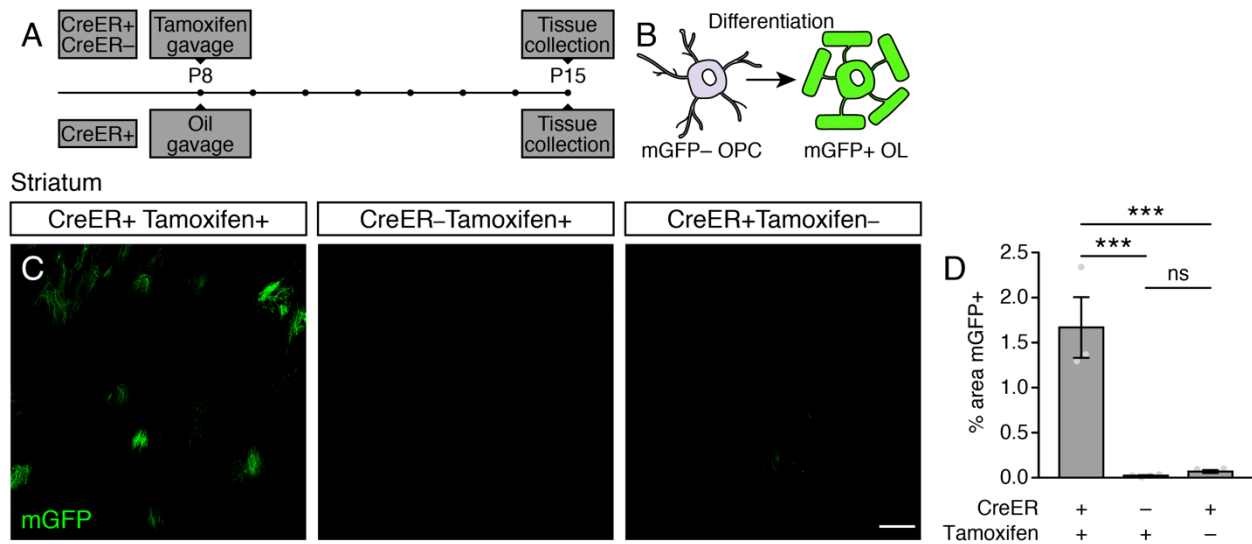 A
CreER+
CreER–
Tamoxifen
gavage
Tissue
collection
P8
P15
CreER+
Oil
gavage
Tissue
collection
B
Differentiation
mGFP– OPC
mGFP+ OL
Striatum
CreER+ Tamoxifen+
CreER–Tamoxifen+
CreER+Tamoxifen–
C
mGFP
D
***
***
ns
% area mGFP+
2.5
2.0
1.5
1.0
0.5
0.0
CreER + – +
Tamoxifen + + –